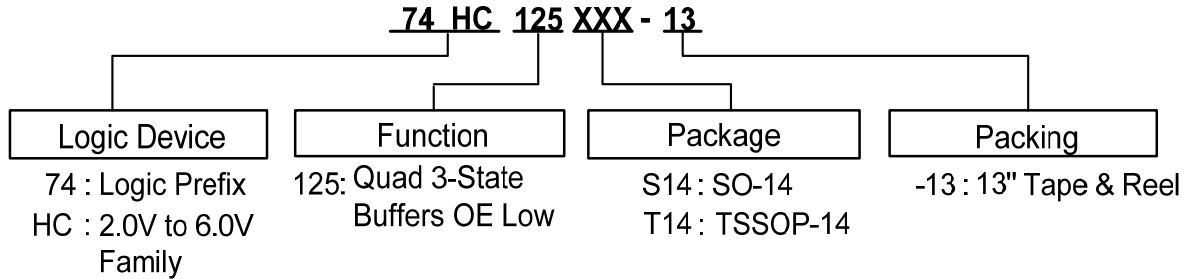 74 HC 125 XXX - 13
Logic Device
74 : Logic Prefix
HC : 2.0V to 6.0V
Family
Function
125: Quad 3-State
Buffers OE Low
Package
S14 : SO-14
T14 : TSSOP-14
Packing
-13 : 13" Tape & Reel